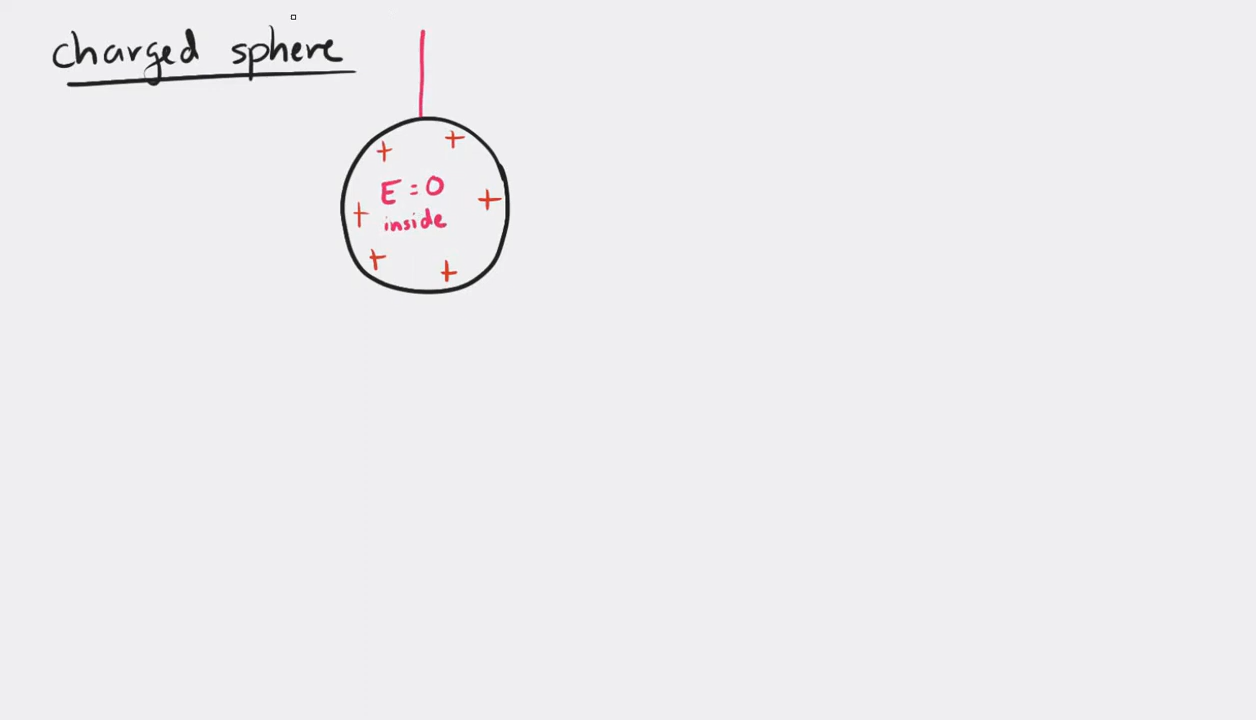 charged sphere
+ +
E = 0
+ +
inside
+ +